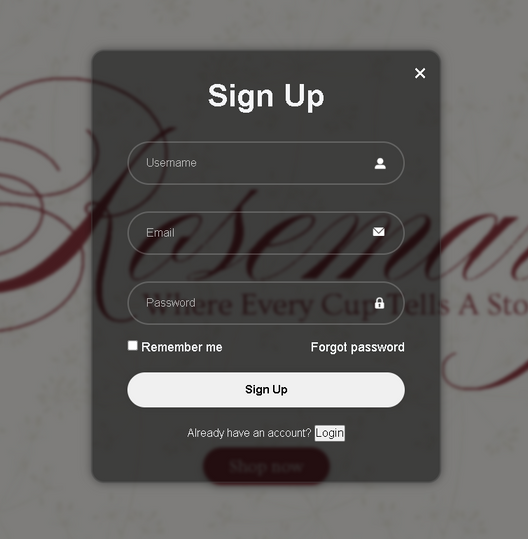 Sign Up
Username
Email
Rosemar
Password
Where Every Cup Tells A Sto
Remember me
Forgot password
Sign Up
Already have an account? Login
Shop now